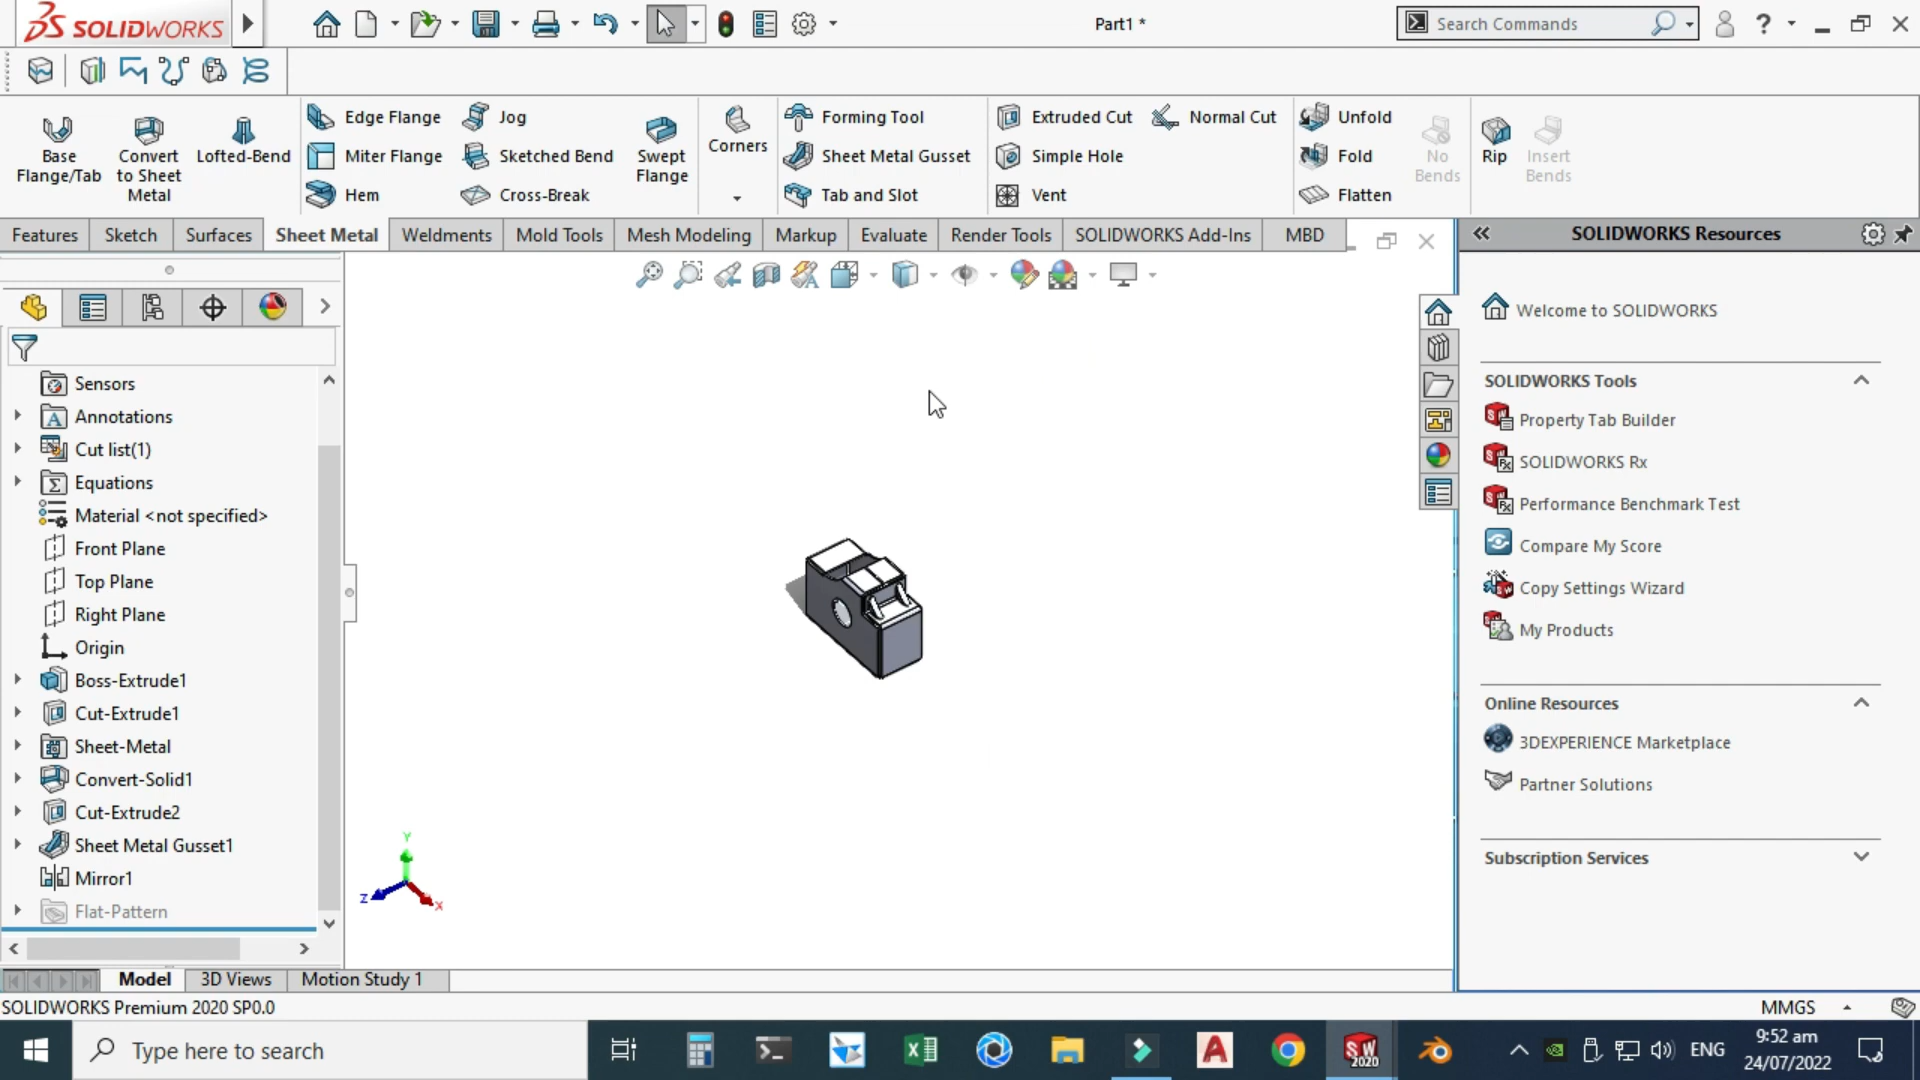 SOLIDWORKS
Part1 *
Search Commands
?
Base Flange/Tab
Convert to Sheet Metal
Lofted-Bend
Edge Flange
Miter Flange
Hem
Jog
Sketched Bend
Cross-Break
Swept Flange
Corners
Forming Tool
Sheet Metal Gusset
Tab and Slot
Extruded Cut
Normal Cut
Simple Hole
Vent
Unfold
Fold
Flatten
No Bends
Rip
Insert Bends
Features
Sketch
Surfaces
Sheet Metal
Weldments
Mold Tools
Mesh Modeling
Markup
Evaluate
Render Tools
SOLIDWORKS Add-Ins
MBD
SOLIDWORKS Resources
Sensors
Annotations
Cut list(1)
Equations
Material <not specified>
Front Plane
Top Plane
Right Plane
Origin
Boss-Extrude1
Cut-Extrude1
Sheet-Metal
Convert-Solid1
Cut-Extrude2
Sheet Metal Gusset1
Mirror1
Flat-Pattern
Y
Z
X
Welcome to SOLIDWORKS
SOLIDWORKS Tools
Property Tab Builder
SOLIDWORKS Rx
Performance Benchmark Test
Compare My Score
Copy Settings Wizard
My Products
Online Resources
3DEXPERIENCE Marketplace
Partner Solutions
Subscription Services
Model
3D Views
Motion Study 1
SOLIDWORKS Premium 2020 SP0.0
MMGS
Type here to search
SW 2020
ENG
9:52 am
24/07/2022